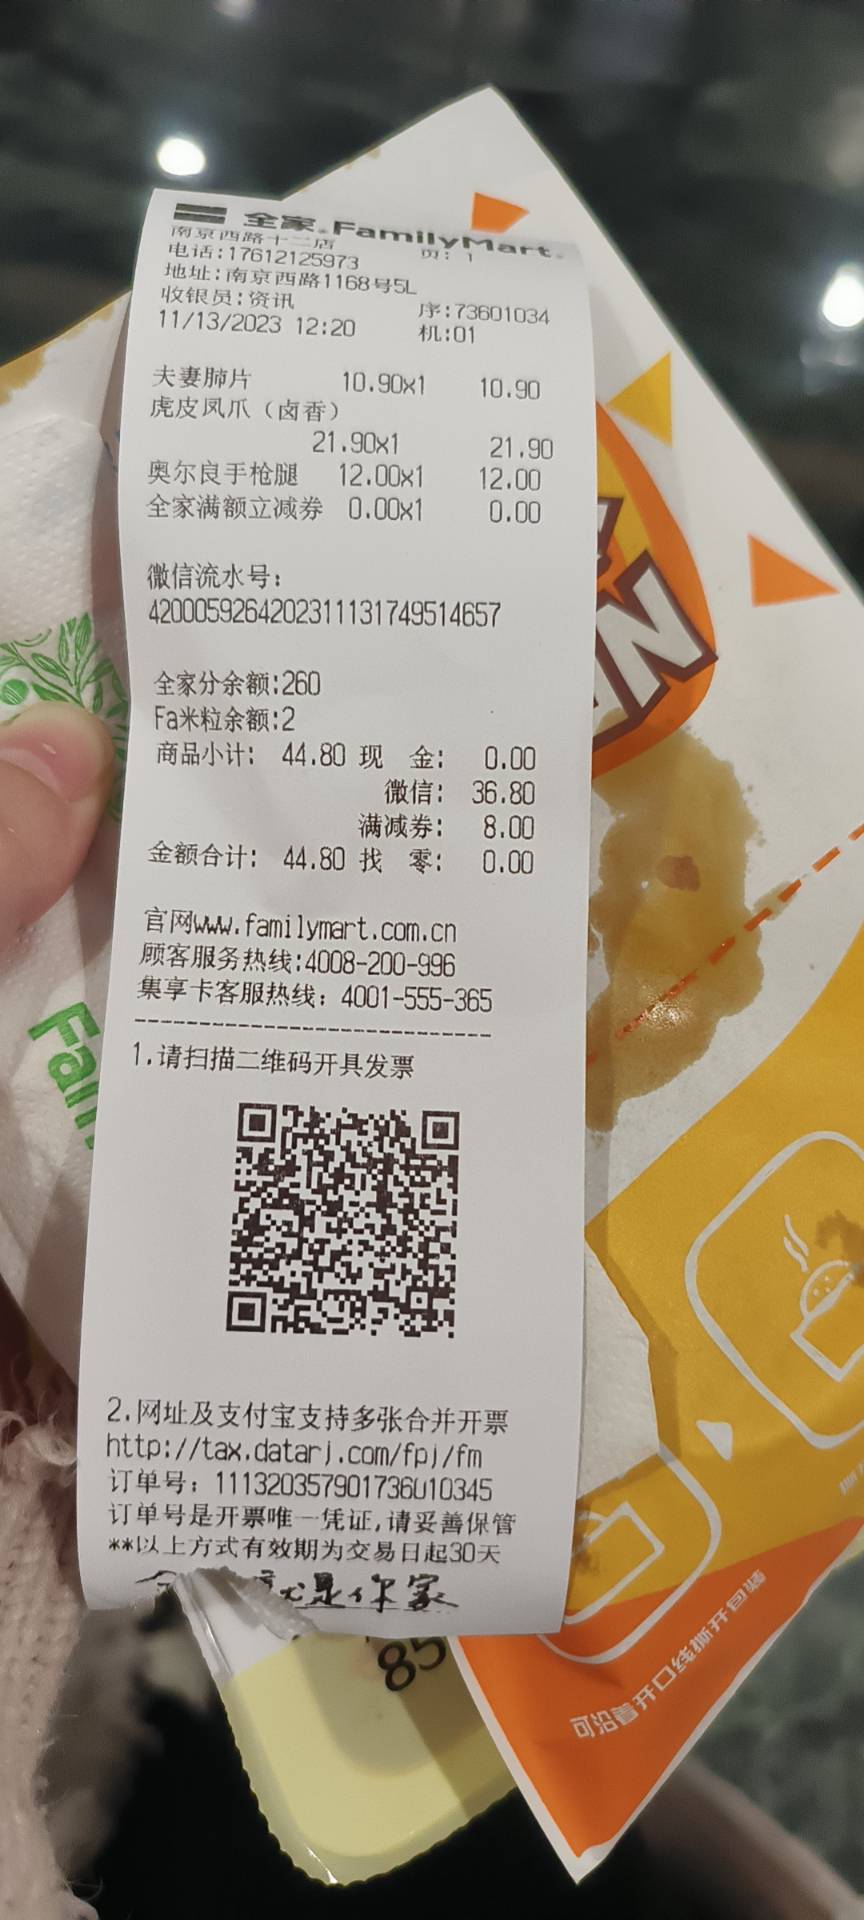 全家 FamilyMart
南京西路十二店 页: 1
电话:17612125973
地址:南京西路1168号5L
收银员:资讯 序:73601034
11/13/2023 12:20 机:01
夫妻肺片 10.90x1 10.90
虎皮凤爪（卤香）
21.90x1 21.90
奥尔良手枪腿 12.00x1 12.00
全家满额立减券 0.00x1 0.00
微信流水号:
4200059264202311131749514657
全家分余额:260
Fa米粒余额:2
商品小计: 44.80 现 金: 0.00
微信: 36.80
满减券: 8.00
金额合计: 44.80 找 零: 0.00
官网www.familymart.com.cn
顾客服务热线:4008-200-996
集享卡客服热线: 4001-555-365
1.请扫描二维码开具发票
2.网址及支付宝支持多张合并开票
http://tax.datarj.com/fpj/fm
订单号: 111320357901736010345
订单号是开票唯一凭证,请妥善保管
**以上方式有效期为交易日起30天
就是你家
85
Fam
可沿着开口线撕开包装